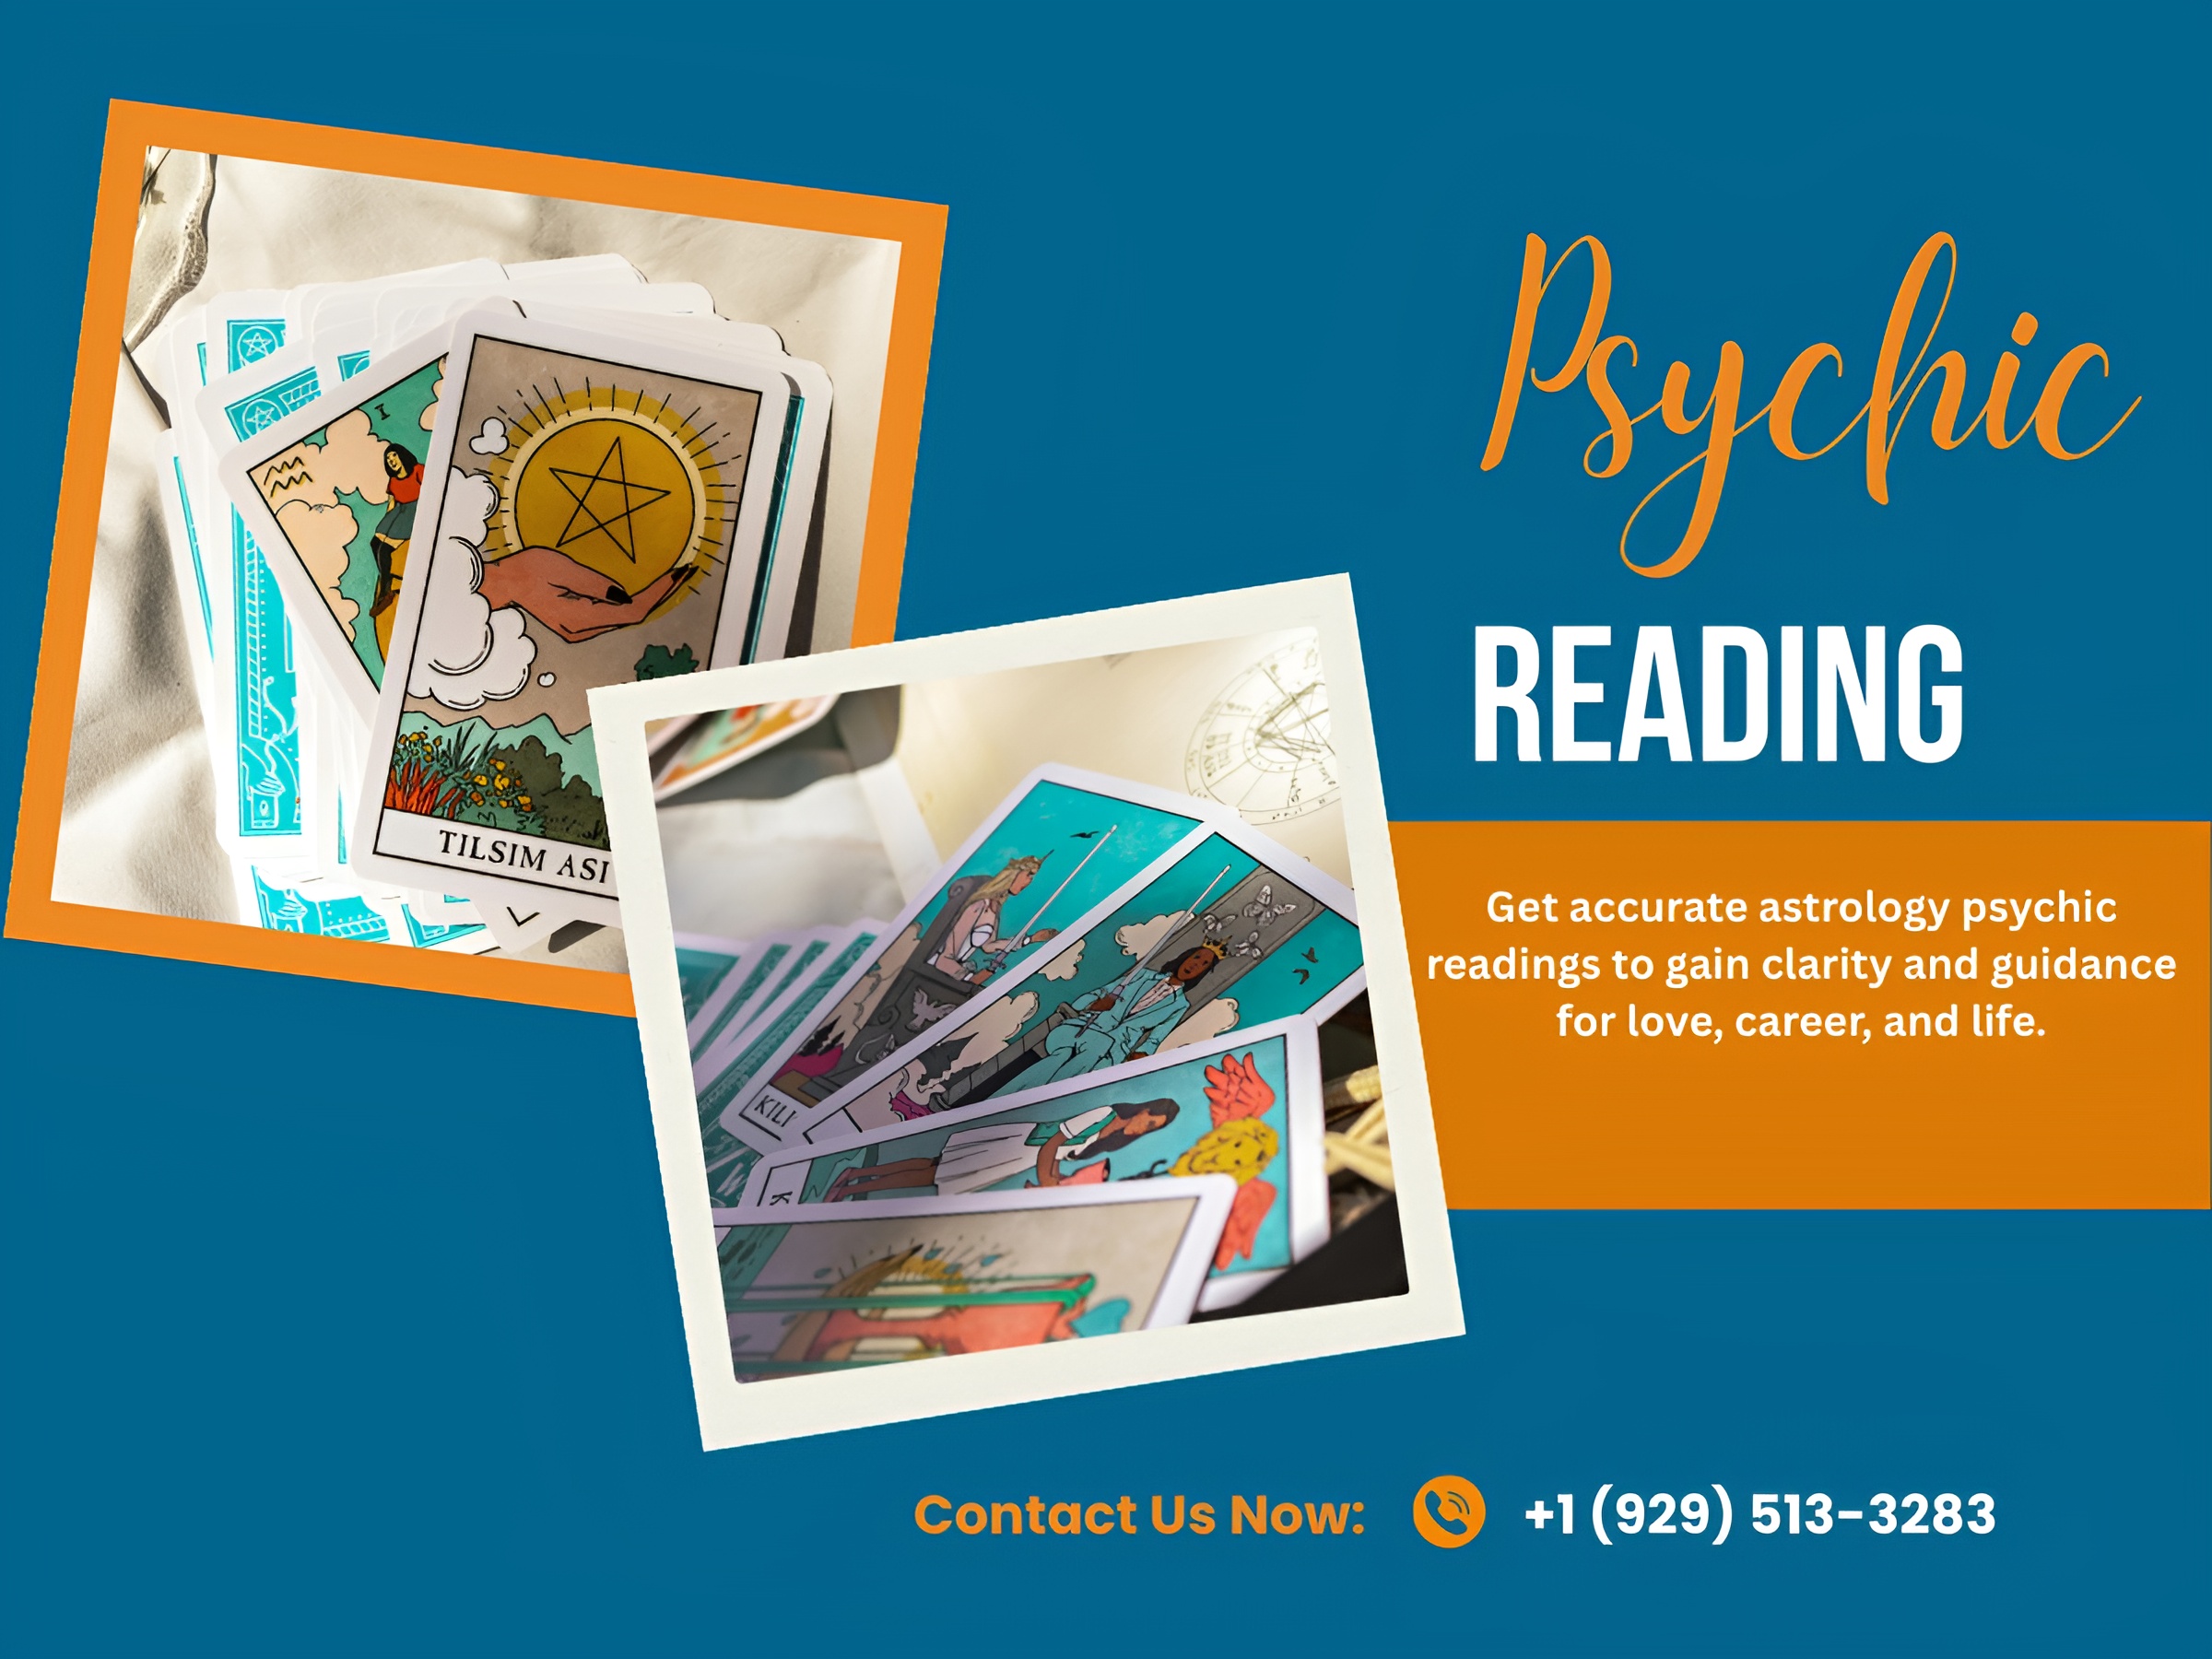 Psychic
READING
Get accurate astrology psychic
readings to gain clarity and guidance
for love, career, and life.
Contact Us Now: +1 (929) 513-3283
I
TILSIM ASI